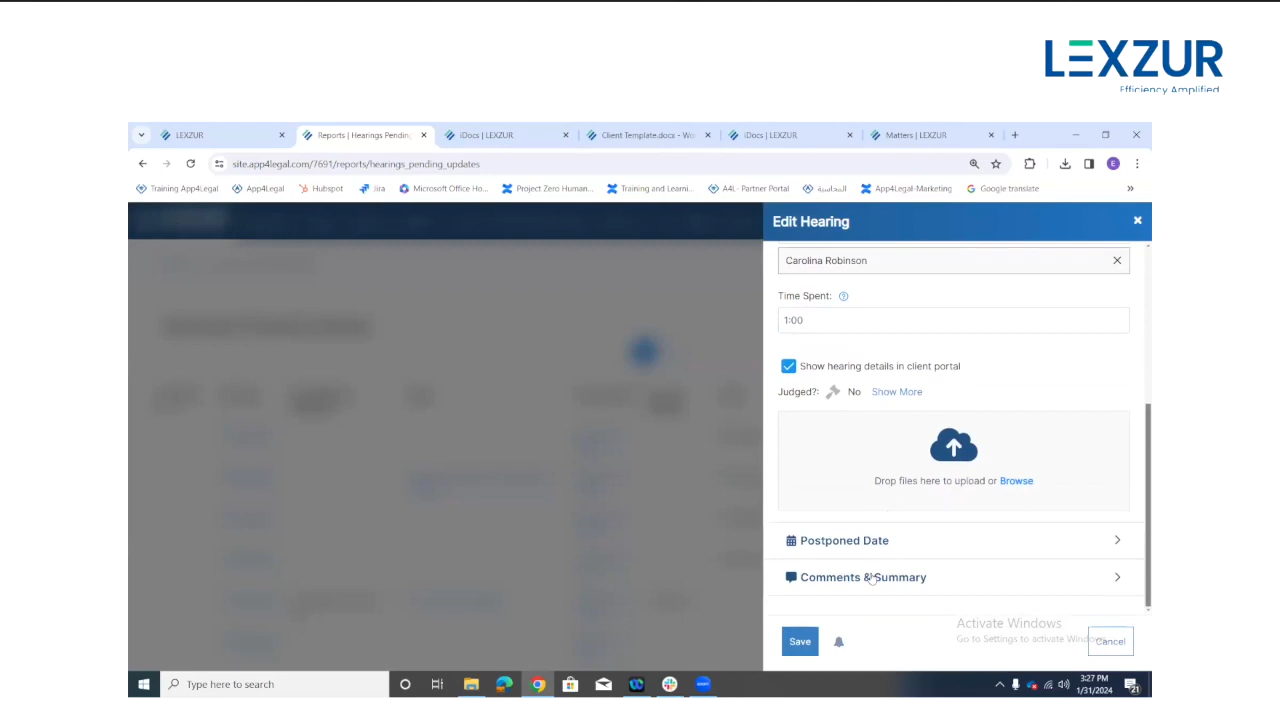 LEXZUR
Efficiency Amplified
LEXZUR
Reports | Hearings Pending
iDocs | LEXZUR
Client Template.docx - Wo
iDocs | LEXZUR
Matters | LEXZUR
site.app4legal.com/7691/reports/hearings_pending_updates
Training App4Legal
App4Legal
Hubspot
Jira
Microsoft Office Ho...
Project Zero Human...
Training and Learni...
A4L- Partner Portal
المحاسبة
App4Legal-Marketing
Google translate
Edit Hearing
Carolina Robinson
Time Spent:
1:00
Show hearing details in client portal
Judged?: No Show More
Drop files here to upload or Browse
Postponed Date
Comments & Summary
Activate Windows
Go to Settings to activate Windows
Save
Cancel
Type here to search
3:27 PM
1/31/2024
21